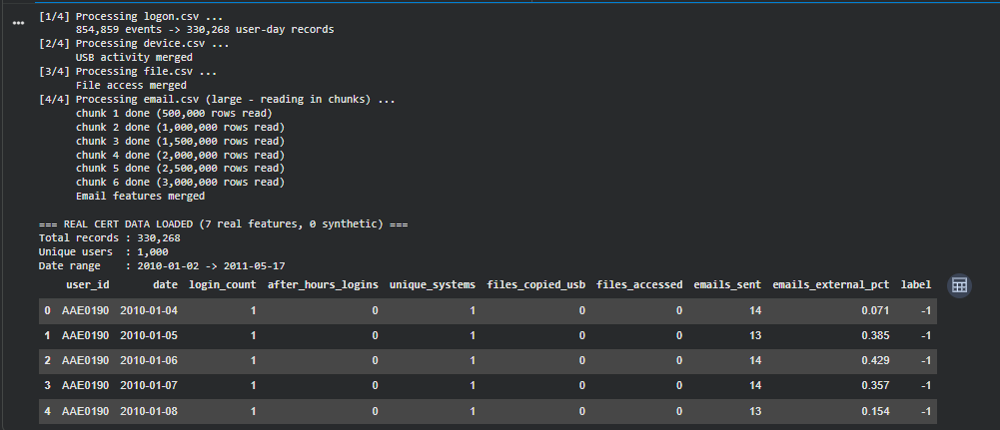 [1/4] Processing logon.csv ...
854,859 events -> 330,268 user-day records
[2/4] Processing device.csv ...
USB activity merged
[3/4] Processing file.csv ...
File access merged
[4/4] Processing email.csv (large - reading in chunks) ...
chunk 1 done (500,000 rows read)
chunk 2 done (1,000,000 rows read)
chunk 3 done (1,500,000 rows read)
chunk 4 done (2,000,000 rows read)
chunk 5 done (2,500,000 rows read)
chunk 6 done (3,000,000 rows read)
Email features merged
=== REAL CERT DATA LOADED (7 real features, 0 synthetic) ===
Total records : 330,268
Unique users : 1,000
Date range : 2010-01-02 -> 2011-05-17
user_id date login_count after_hours_logins unique_systems files_copied_usb files_accessed emails_sent emails_external_pct label
0 AAE0190 2010-01-04 1 0 1 0 0 14 0.071 -1
1 AAE0190 2010-01-05 1 0 1 0 0 13 0.385 -1
2 AAE0190 2010-01-06 1 0 1 0 0 14 0.429 -1
3 AAE0190 2010-01-07 1 0 1 0 0 14 0.357 -1
4 AAE0190 2010-01-08 1 0 1 0 0 13 0.154 -1